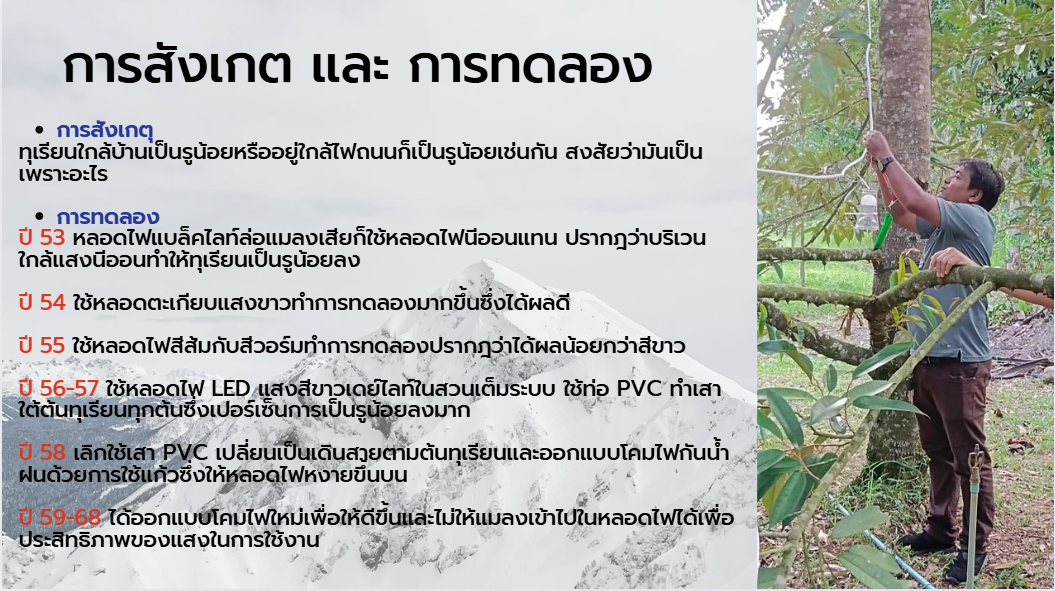 การสังเกต และ การทดลอง
• การสังเกตุ
ทุเรียนใกล้บ้านเป็นรูน้อยหรืออยู่ใกล้ไฟถนนก็เป็นรูน้อยเช่นกัน สงสัยว่ามันเป็น
เพราะอะไร
• การทดลอง
ปี 53 หลอดไฟแบล็คไลท์ล่อแมลงเสียก็ใช้หลอดไฟนีออนแทน ปรากฎว่าบริเวน
ใกล้แสงนีออนทำให้ทุเรียนเป็นรูน้อยลง
ปี 54 ใช้หลอดตะเกียบแสงขาวทำการทดลองมากขึ้นซึ่งได้ผลดี
ปี 55 ใช้หลอดไฟสีส้มกับสีวอร์มทำการทดลองปรากฎว่าได้ผลน้อยกว่าสีขาว
ปี 56-57 ใช้หลอดไฟ LED แสงสีขาวเดย์ไลท์ในสวนเต็มระบบ ใช้ท่อ PVC ทำเสา
ใต้ต้นทุเรียนทุกต้นซึ่งเปอร์เซ็นการเป็นรูน้อยลงมาก
ปี 58 เลิกใช้เสา PVC เปลี่ยนเป็นเดินสายตามต้นทุเรียนและออกแบบโคมไฟกันน้ำ
ฝนด้วยการใช้แก้วซึ่งให้หลอดไฟหงายขึ้นบน
ปี 59-68 ได้ออกแบบโคมไฟใหม่เพื่อให้ดีขึ้นและไม่ให้แมลงเข้าไปในหลอดไฟได้เพื่อ
ประสิทธิภาพของแสงในการใช้งาน